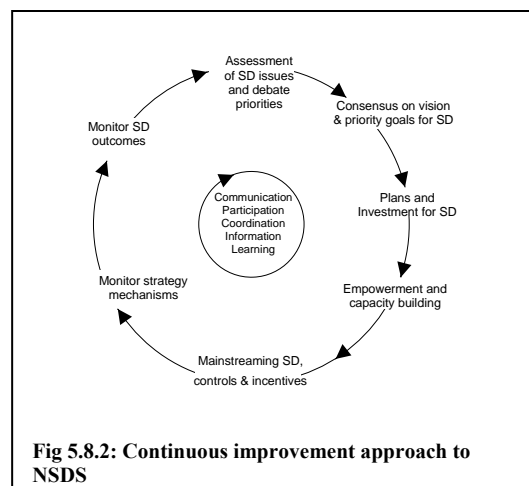 Assessment
of SD issues
and debate
priorities
Consensus on vision
& priority goals for SD
Plans and
Investment for SD
Empowerment and
capacity building
Mainstreaming SD,
controls & incentives
Monitor strategy
mechanisms
Monitor SD
outcomes
Communication
Participation
Coordination
Information
Learning
Fig 5.8.2: Continuous improvement approach to
NSDS